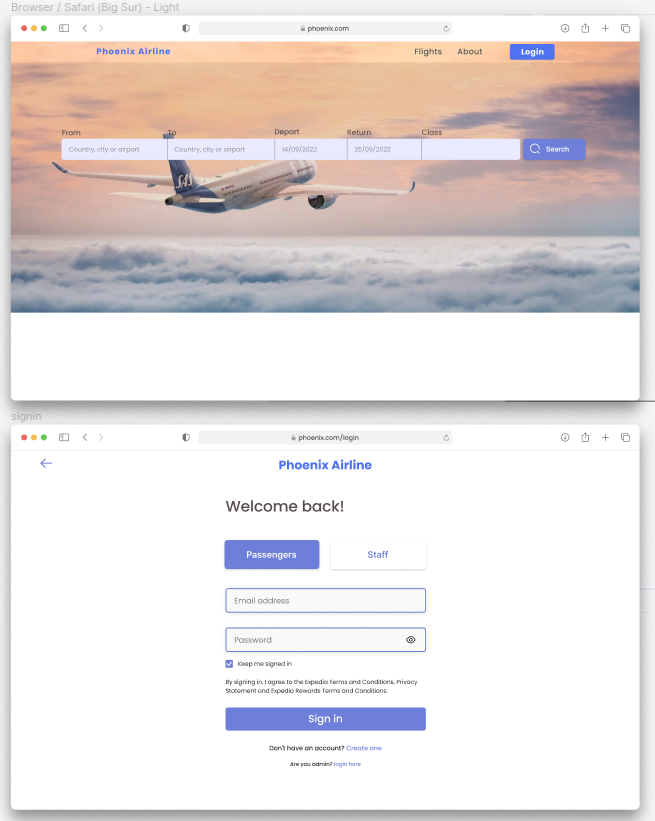 Browser / Safari (Big Sur) - Light
phoenix.com
Phoenix Airline
Flights
About
Login
From
To
Depart
Return
Class
Country, city or airport
Country, city or airport
14/09/2022
25/09/2022
Search
SAS
signin
phoenix.com/login
Phoenix Airline
Welcome back!
Passengers
Staff
Email address
Password
Keep me signed in
By signing in, I agree to the Expedia Terms and Conditions, Privacy
Statement and Expedia Rewards Terms and Conditions.
Sign in
Don't have an account? Create one
Are you admin? login here